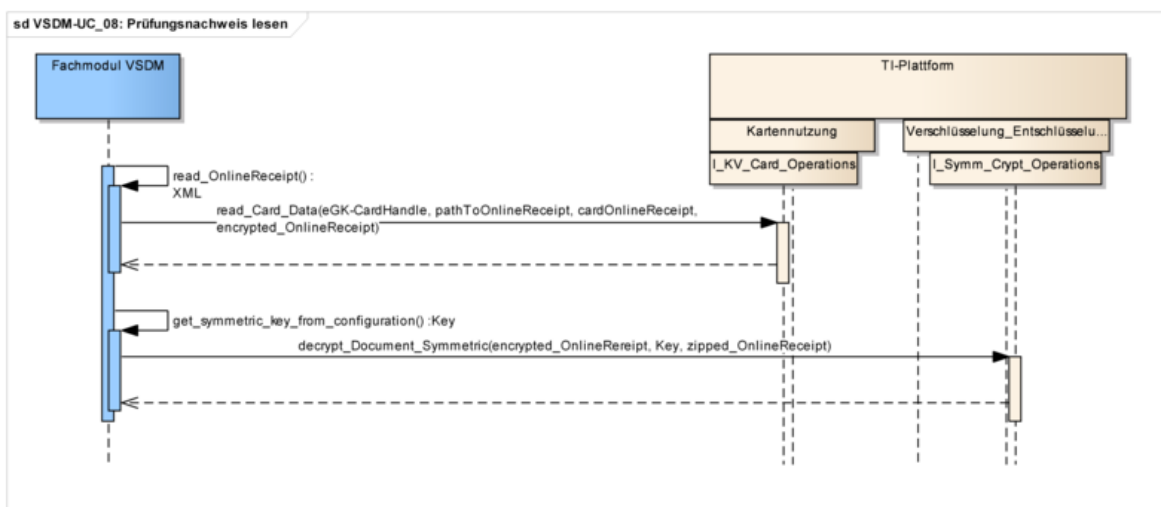 sd VSDM-UC_08: Prüfungsnachweis lesen
Fachmodul VSDM
TI-Plattform
Kartennutzung
Verschlüsselung_Entschlüsselu...
I_KV_Card_Operations
I_Symm_Crypt_Operations
read_OnlineReceipt() :
XML
read_Card_Data(eGK-CardHandle, pathToOnlineReceipt, cardOnlineReceipt,
encrypted_OnlineReceipt)
get_symmetric_key_from_configuration() :Key
decrypt_Document_Symmetric(encrypted_OnlineRereipt, Key, zipped_OnlineReceipt)